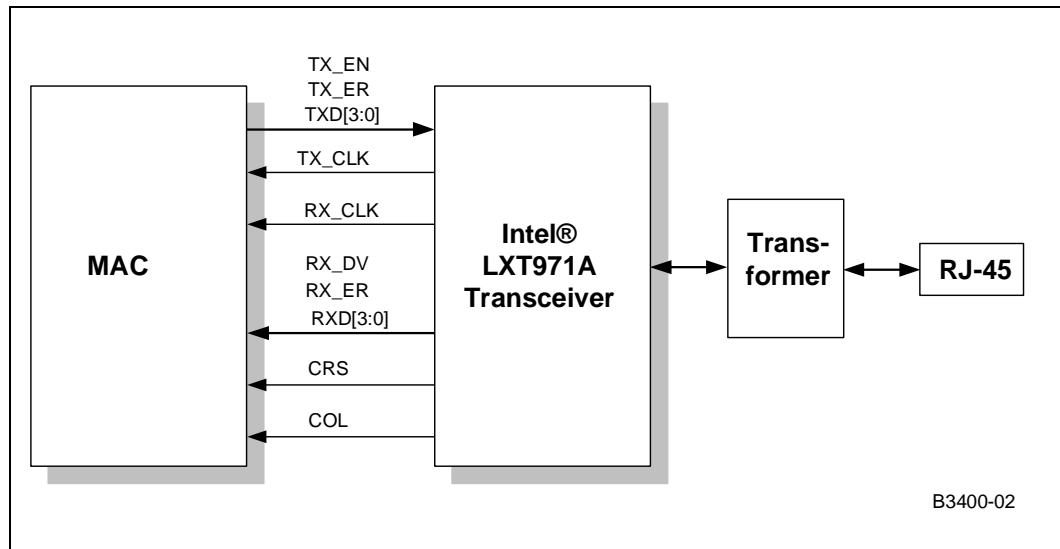 TX_EN
TX_ER
TXD[3:0]
TX_CLK
RX_CLK
MAC
RX_DV
RX_ER
RXD[3:0]
CRS
COL
Intel®
LXT971A
Transceiver
Trans-
former
RJ-45
B3400-02